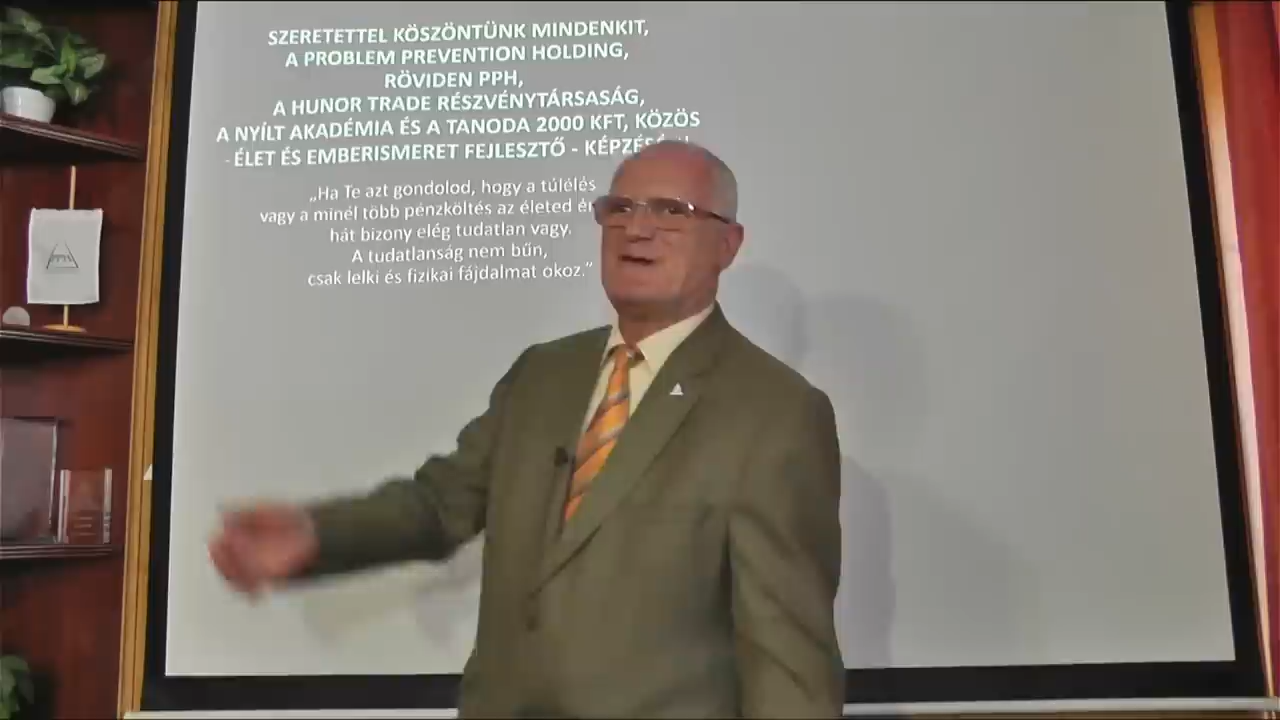 SZERETETTEL KÖSZÖNTÜNK MINDENKIT,
A PROBLEM PREVENTION HOLDING,
RÖVIDEN PPH,
A HUNOR TRADE RÉSZVÉNYTÁRSASÁG,
A NYÍLT AKADÉMIA ÉS A TANODA 2000 KFT, KÖZÖS
- ÉLET ÉS EMBERISMERET FEJLESZTŐ -
„Ha Te azt gondolod, hogy a túlélés
vagy a minél több pénzköltés az életed
hát bizony elég tudatlan vagy.
A tudatlanság nem bűn,
csak lelki és fizikai fájdalmat okoz.”